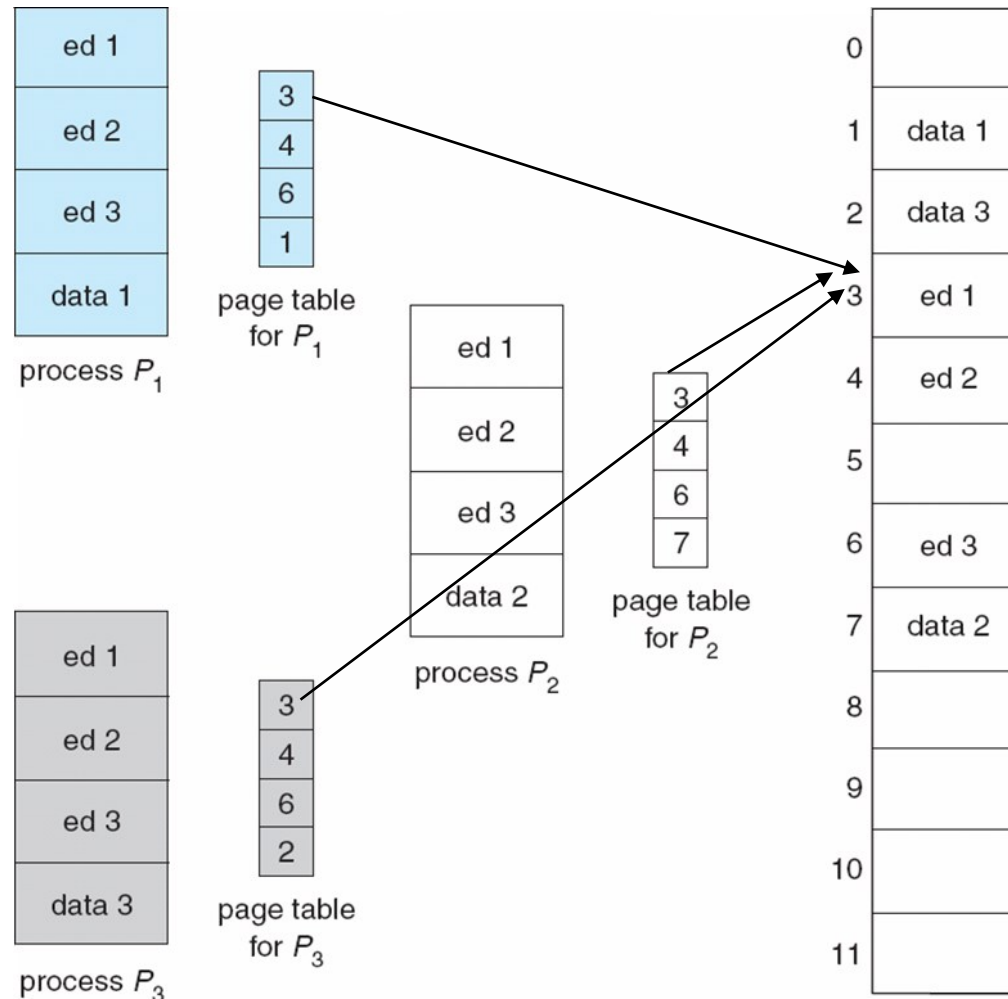 ed 1
ed 2
ed 3
data 1
process P1
3
4
6
1
page table
for P1
ed 1
ed 2
ed 3
data 2
process P2
3
4
6
7
page table
for P2
ed 1
ed 2
ed 3
data 3
process P3
3
4
6
2
page table
for P3
0
1 data 1
2 data 3
3 ed 1
4 ed 2
5
6 ed 3
7 data 2
8
9
10
11